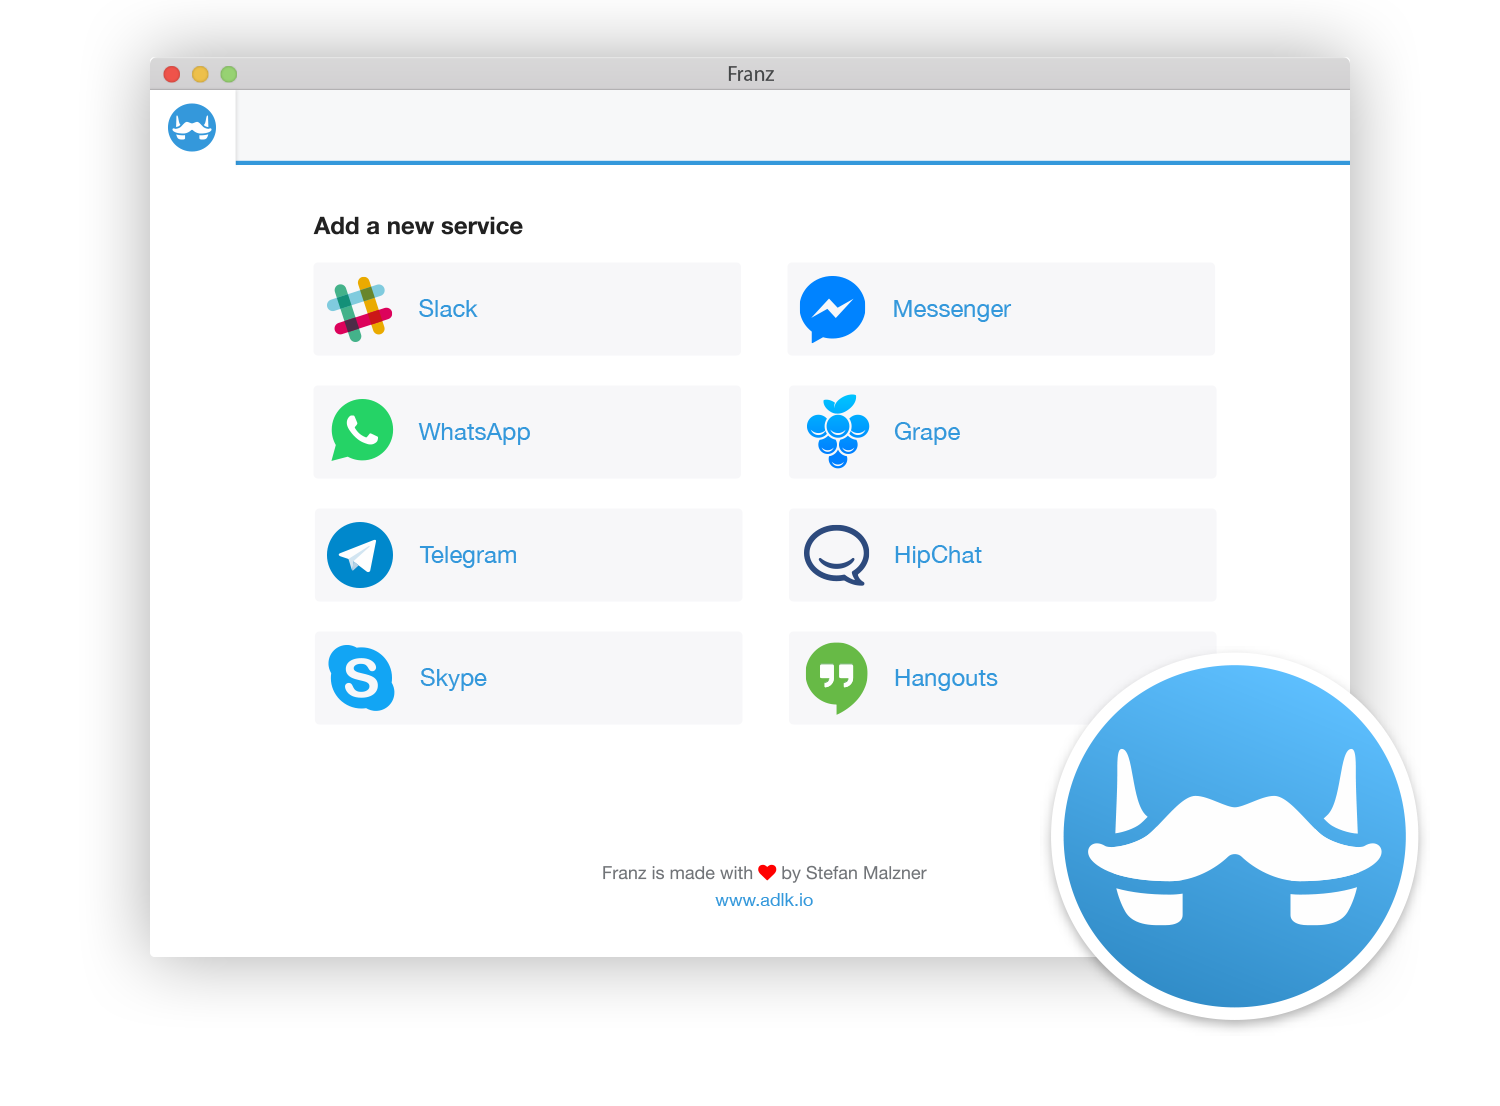 Franz
Add a new service
Slack
Messenger
WhatsApp
Grape
Telegram
HipChat
Skype
Hangouts
Franz is made with ❤ by Stefan Malzner
www.adlk.io